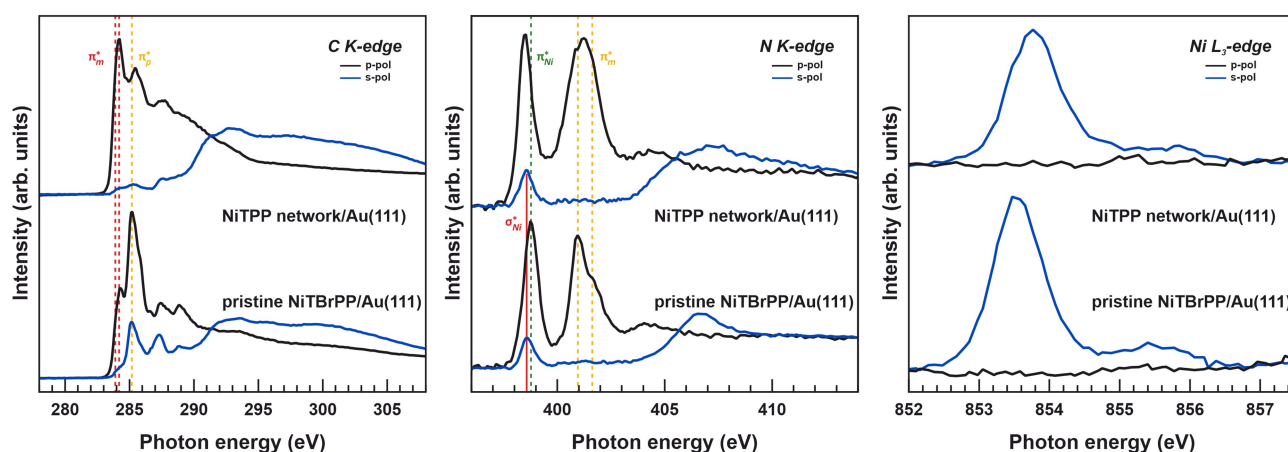 C K-edge
p-pol
s-pol
π*m
π*p
NiTPP network/Au(111)
pristine NiTBrPP/Au(111)
Intensity (arb. units)
280 285 290 295 300 305
Photon energy (eV)
N K-edge
p-pol
s-pol
π*Ni
π*m
σ*Ni
NiTPP network/Au(111)
pristine NiTBrPP/Au(111)
Intensity (arb. units)
400 405 410
Photon energy (eV)
Ni L3-edge
p-pol
s-pol
NiTPP network/Au(111)
pristine NiTBrPP/Au(111)
Intensity (arb. units)
852 853 854 855 856 857
Photon energy (eV)